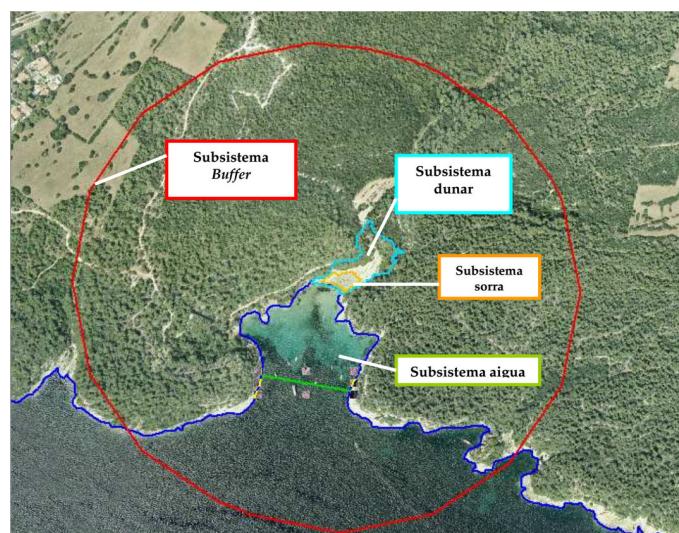 Subsistema
Buffer
Subsistema
dunar
Subsistema
sorra
Subsistema aigua